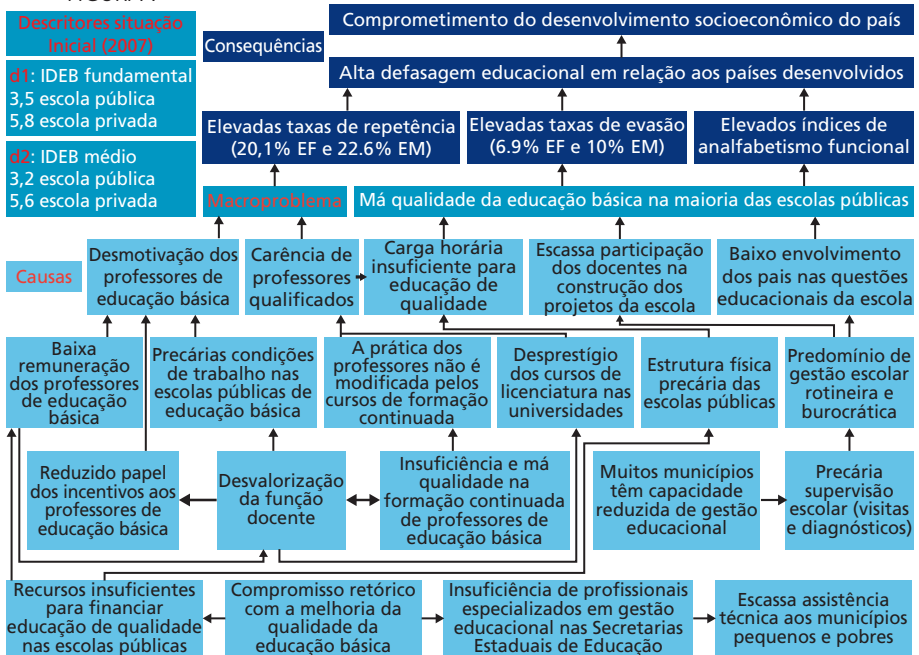 Descritores situação
Inicial (2007)
d1: IDEB fundamental
3,5 escola pública
5,8 escola privada
d2: IDEB médio
3,2 escola pública
5,6 escola privada
Consequências
Comprometimento do desenvolvimento socioeconômico do país
Alta defasagem educacional em relação aos países desenvolvidos
Elevadas taxas de repetência
(20,1% EF e 22.6% EM)
Elevadas taxas de evasão
(6.9% EF e 10% EM)
Elevados índices de
analfabetismo funcional
Macroproblema
Má qualidade da educação básica na maioria das escolas públicas
Causas
Desmotivação dos
professores de
educação básica
Carência de
professores
qualificados
Carga horária
insuficiente para
educação de
qualidade
Escassa participação
dos docentes na
construção dos
projetos da escola
Baixo envolvimento
dos pais nas questões
educacionais da escola
Baixa
remuneração
dos professores
de educação
básica
Precárias condições
de trabalho nas
escolas públicas de
educação básica
A prática dos
professores não é
modificada pelos
cursos de formação
continuada
Desprestígio
dos cursos de
licenciatura nas
universidades
Estrutura física
precária das
escolas públicas
Predomínio de
gestão escolar
rotineira e
burocrática
Reduzido papel
dos incentivos aos
professores de
educação básica
Desvalorização
da função
docente
Insuficiência e má
qualidade na
formação continuada
de professores de
educação básica
Muitos municípios
têm capacidade
reduzida de gestão
educacional
Precária
supervisão
escolar (visitas
e diagnósticos)
Recursos insuficientes
para financiar
educação de qualidade
nas escolas públicas
Compromisso retórico
com a melhoria da
qualidade da
educação básica
Insuficiência de profissionais
especializados em gestão
educacional nas Secretarias
Estaduais de Educação
Escassa assistência
técnica aos municípios
pequenos e pobres